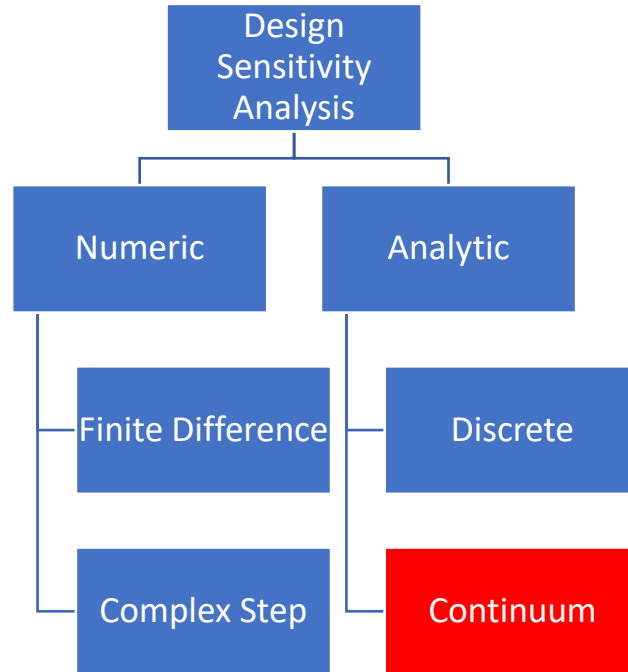 Design
Sensitivity
Analysis
Numeric
Analytic
Finite Difference
Discrete
Complex Step
Continuum